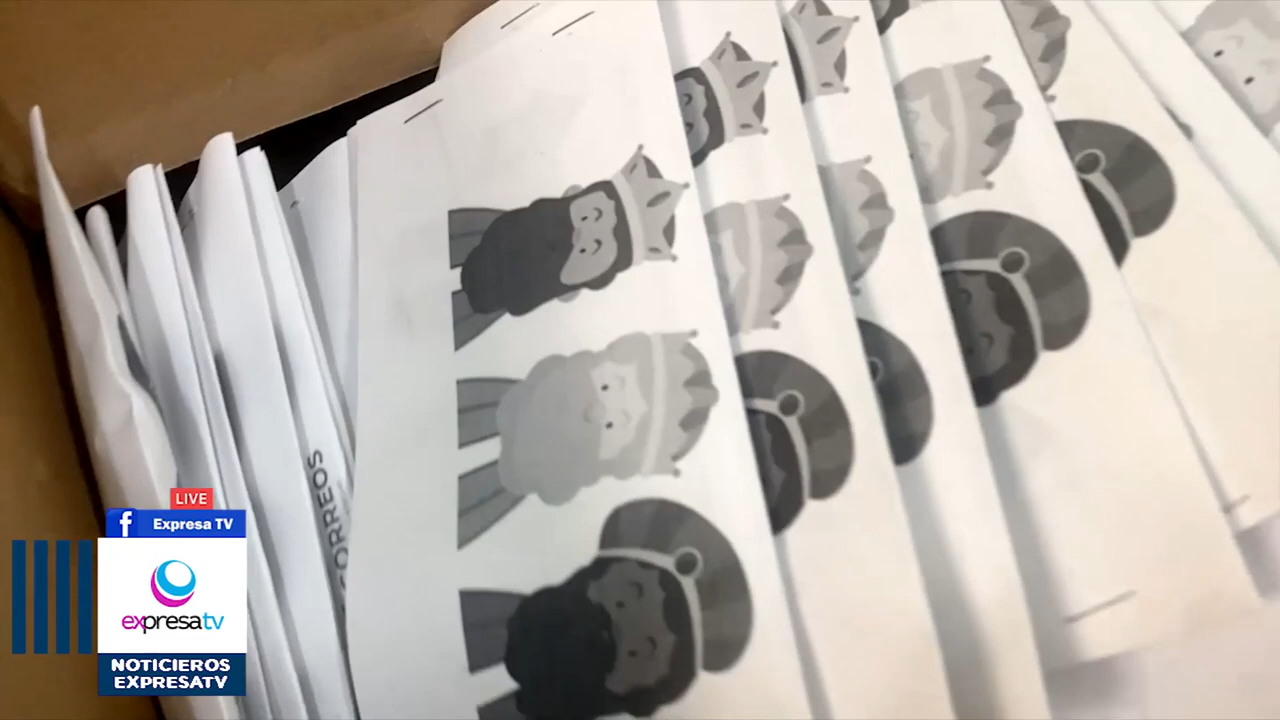 CORREOS
LIVE
f Expresa TV
expresatv
NOTICIEROS
EXPRESATV